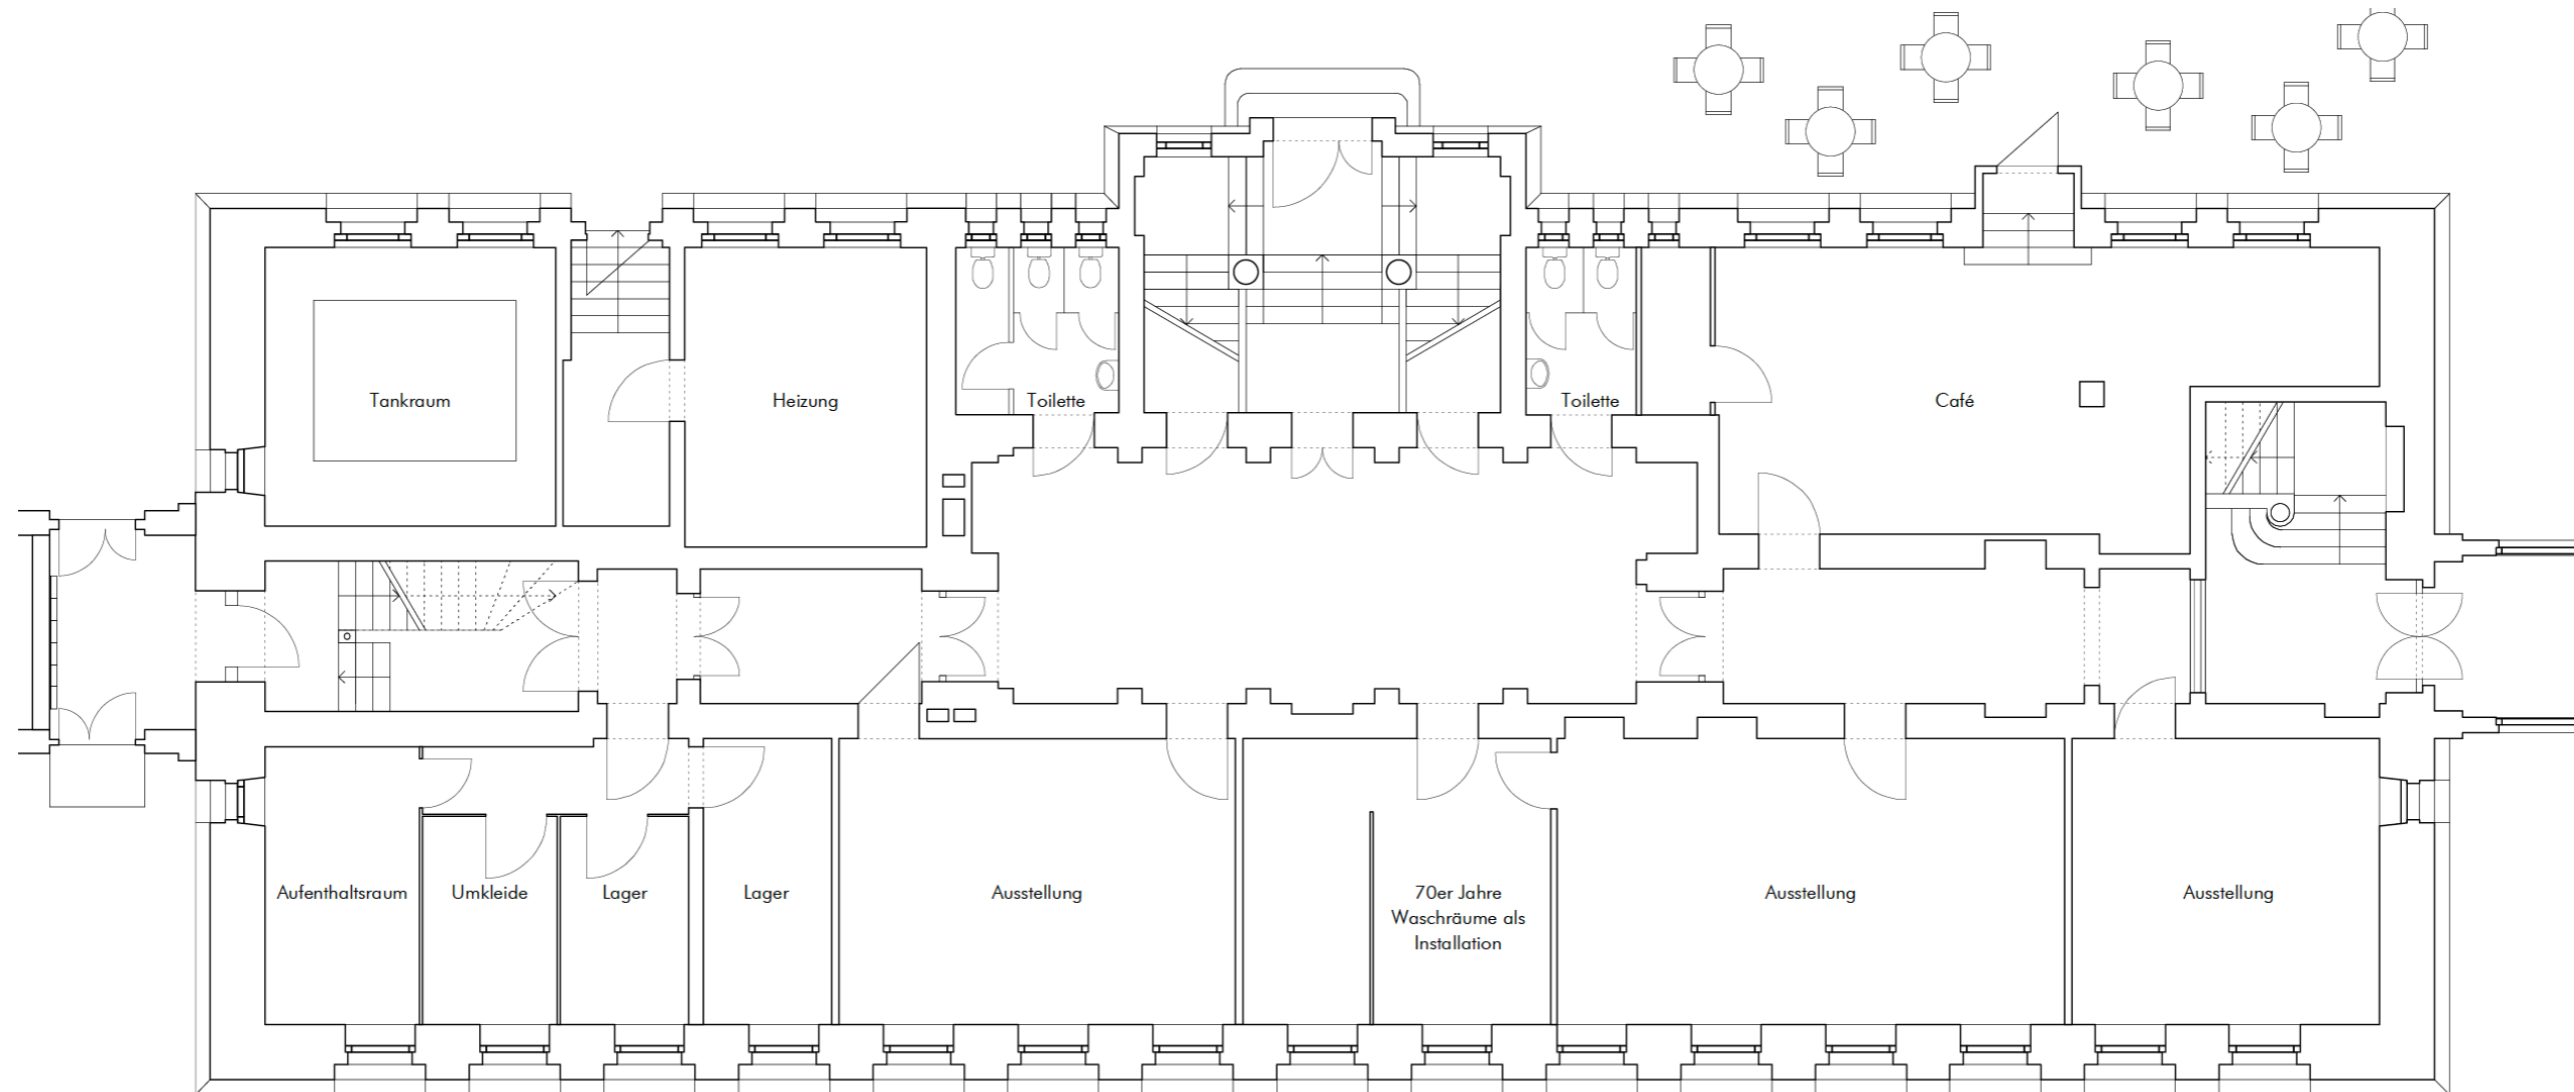 Tankraum
Heizung
Toilette
Toilette
Café
Aufenthaltsraum
Umkleide
Lager
Lager
Ausstellung
70er Jahre
Waschräume als
Installation
Ausstellung
Ausstellung